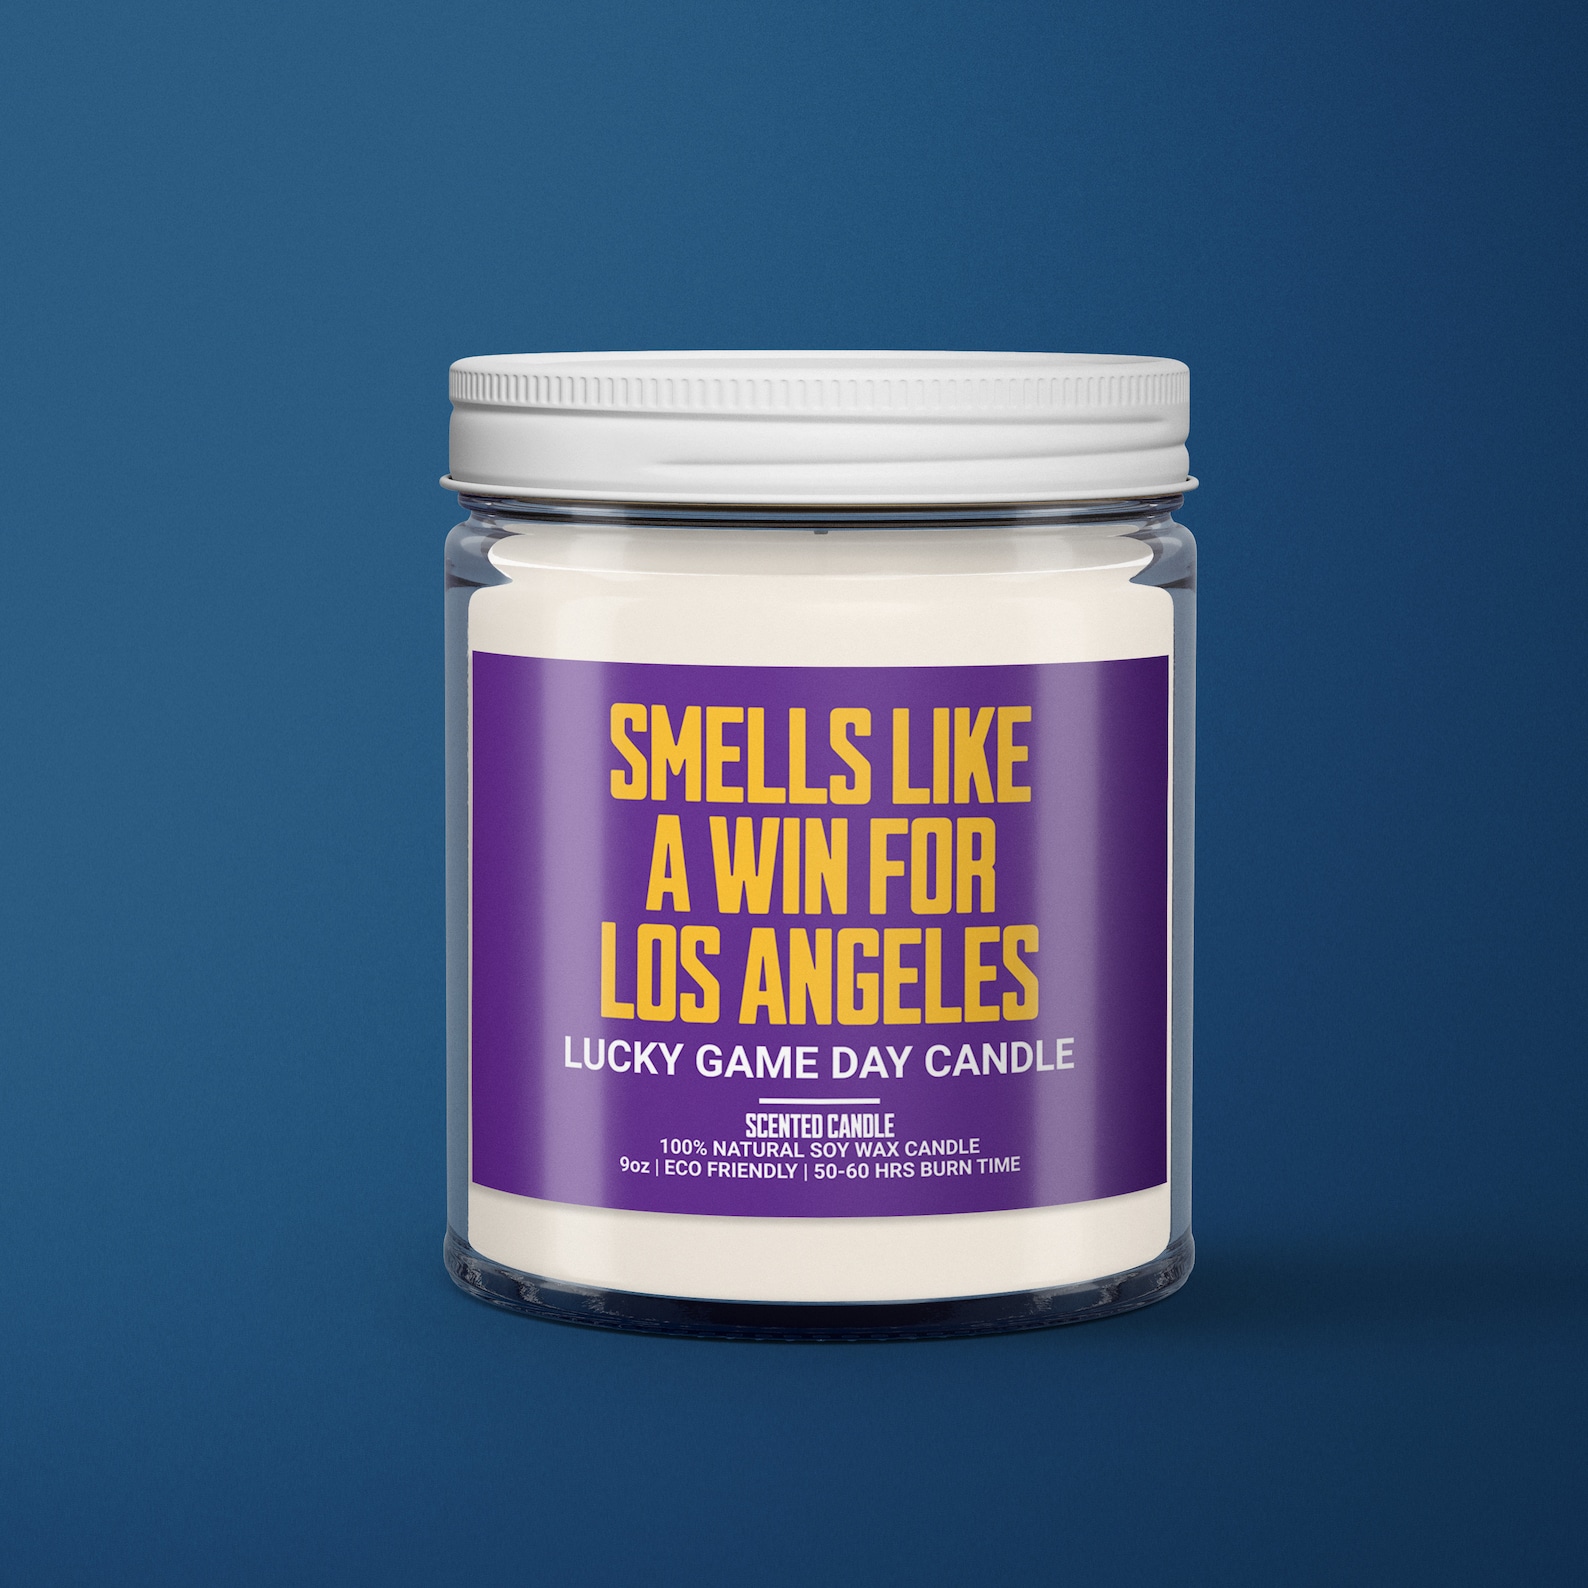 SMELLS LIKE
A WIN FOR
LOS ANGELES
LUCKY GAME DAY CANDLE
SCENTED CANDLE
100% NATURAL SOY WAX CANDLE
9oz | ECO FRIENDLY | 50-60 HRS BURN TIME